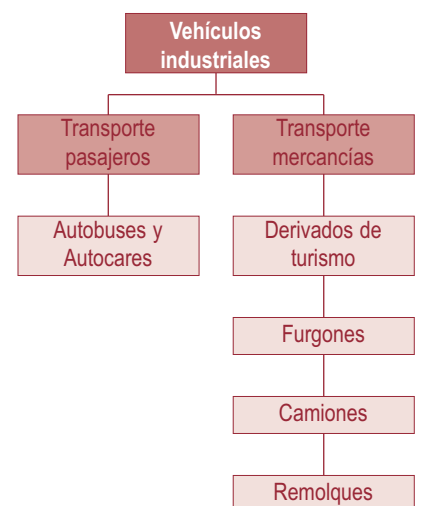 Vehículos
industriales
Transporte
pasajeros
Transporte
mercancías
Autobuses y
Autocares
Derivados de
turismo
Furgones
Camiones
Remolques